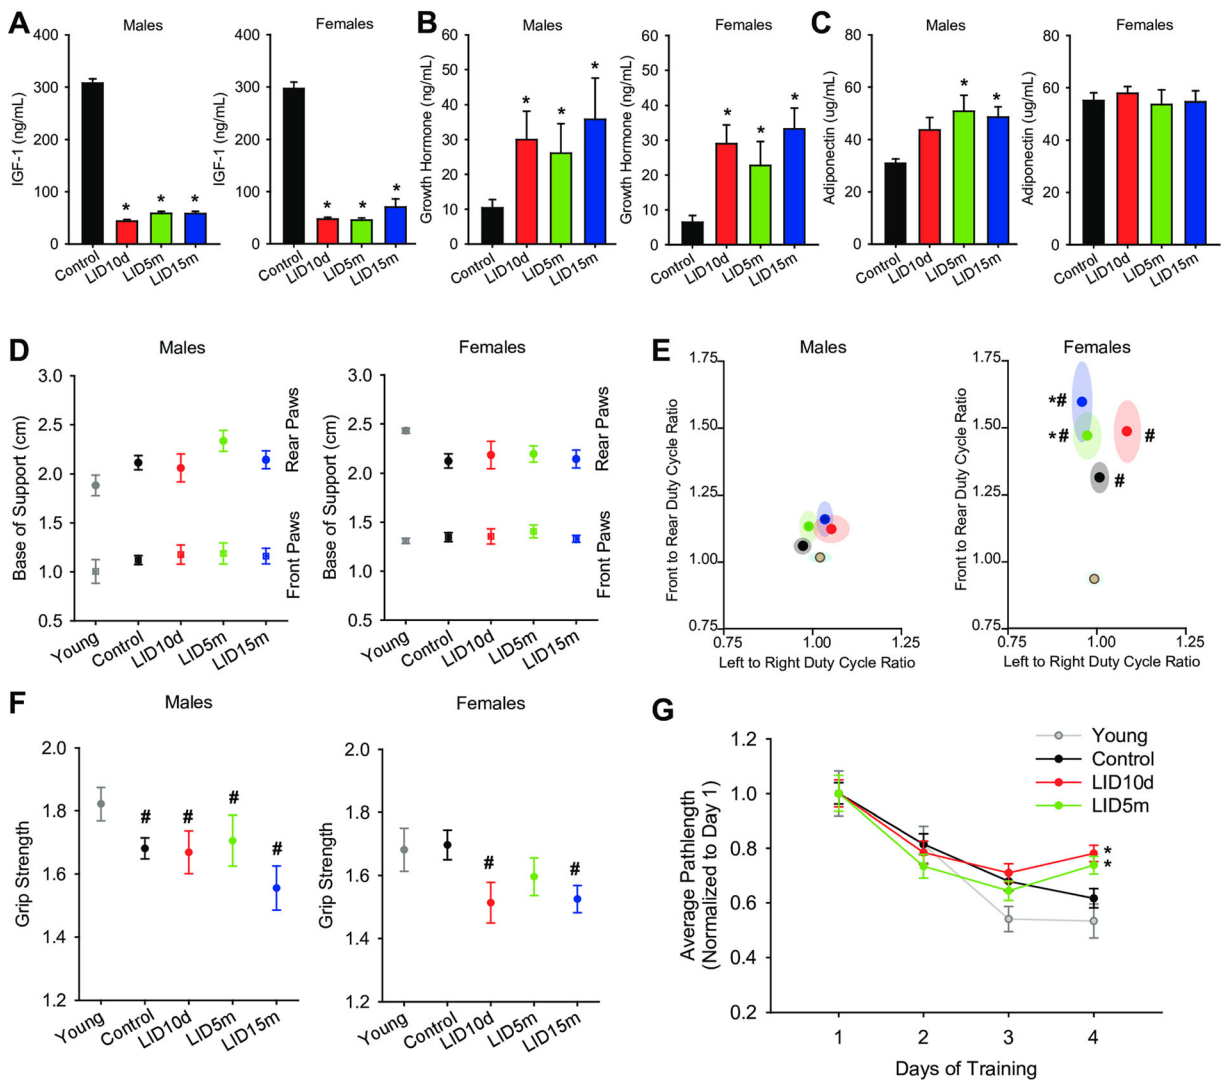 A
Males
IGF-1 (ng/mL)
400
300
200
100
0
*
*
*
Control
LID10d
LID5m
LID15m
Females
IGF-1 (ng/mL)
400
300
200
100
0
*
*
*
Control
LID10d
LID5m
LID15m
B
Males
Growth Hormone (ng/mL)
60
50
40
30
20
10
0
*
*
*
Control
LID10d
LID5m
LID15m
Females
Growth Hormone (ng/mL)
60
50
40
30
20
10
0
*
*
*
Control
LID10d
LID5m
LID15m
C
Males
Adiponectin (ug/mL)
80
60
40
20
0
*
*
Control
LID10d
LID5m
LID15m
Females
Adiponectin (ug/mL)
80
60
40
20
0
Control
LID10d
LID5m
LID15m
D
Males
Base of Support (cm)
3.0
2.5
2.0
1.5
1.0
0.5
Rear Paws
Front Paws
Young
Control
LID10d
LID5m
LID15m
Females
Base of Support (cm)
3.0
2.5
2.0
1.5
1.0
0.5
Rear Paws
Front Paws
Young
Control
LID10d
LID5m
LID15m
E
Males
Front to Rear Duty Cycle Ratio
1.75
1.50
1.25
1.00
0.75
0.75 1.00 1.25
Left to Right Duty Cycle Ratio
Females
Front to Rear Duty Cycle Ratio
1.75
1.50
1.25
1.00
0.75
*#
*#
#
#
0.75 1.00 1.25
Left to Right Duty Cycle Ratio
F
Males
Grip Strength
2.0
1.8
1.6
1.4
1.2
#
#
#
#
Young
Control
LID10d
LID5m
LID15m
Females
Grip Strength
2.0
1.8
1.6
1.4
1.2
#
#
Young
Control
LID10d
LID5m
LID15m
G
Average Pathlength
(Normalized to Day 1)
1.2
1.0
0.8
0.6
0.4
0.2
Young
Control
LID10d
LID5m
*
*
1 2 3 4
Days of Training